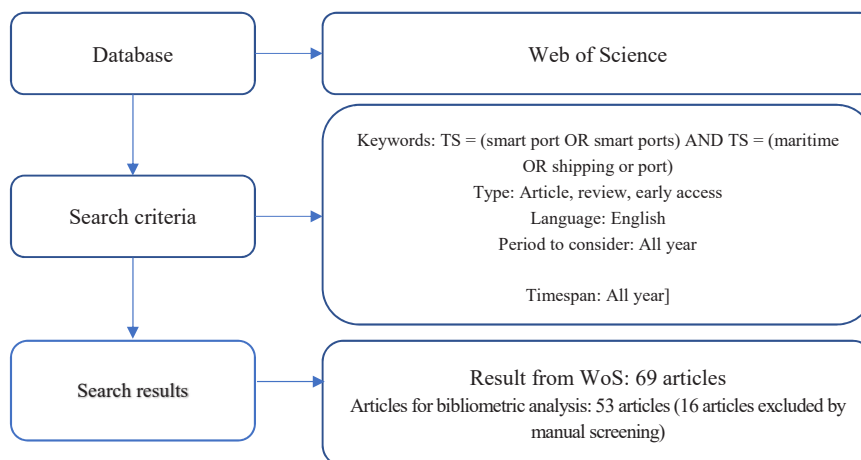 Database
Web of Science
Keywords: TS = (smart port OR smart ports) AND TS = (maritime
OR shipping or port)
Type: Article, review, early access
Language: English
Period to consider: All year
Timespan: All year]
Search criteria
Search results
Result from WoS: 69 articles
Articles for bibliometric analysis: 53 articles (16 articles excluded by
manual screening)